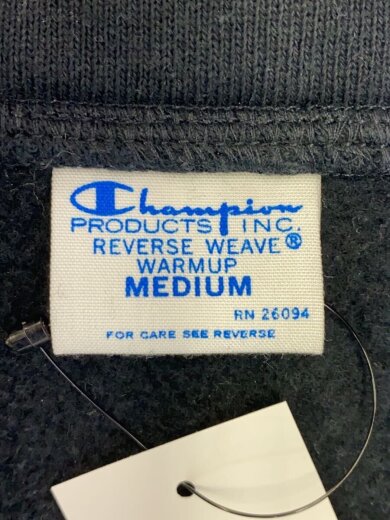 Champion
PRODUCTS INC.
REVERSE WEAVE®
WARMUP
MEDIUM
RN 26094
FOR CARE SEE REVERSE